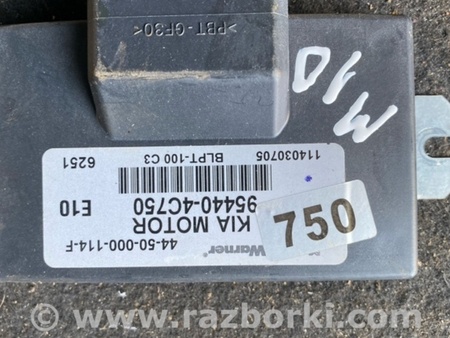 Warner
44-50-000-114-F
KIA MOTOR
95440-4C750
E10
BLPT-100 C3
114030705
6251
750
>PBT-GF30<
www.razborki.com